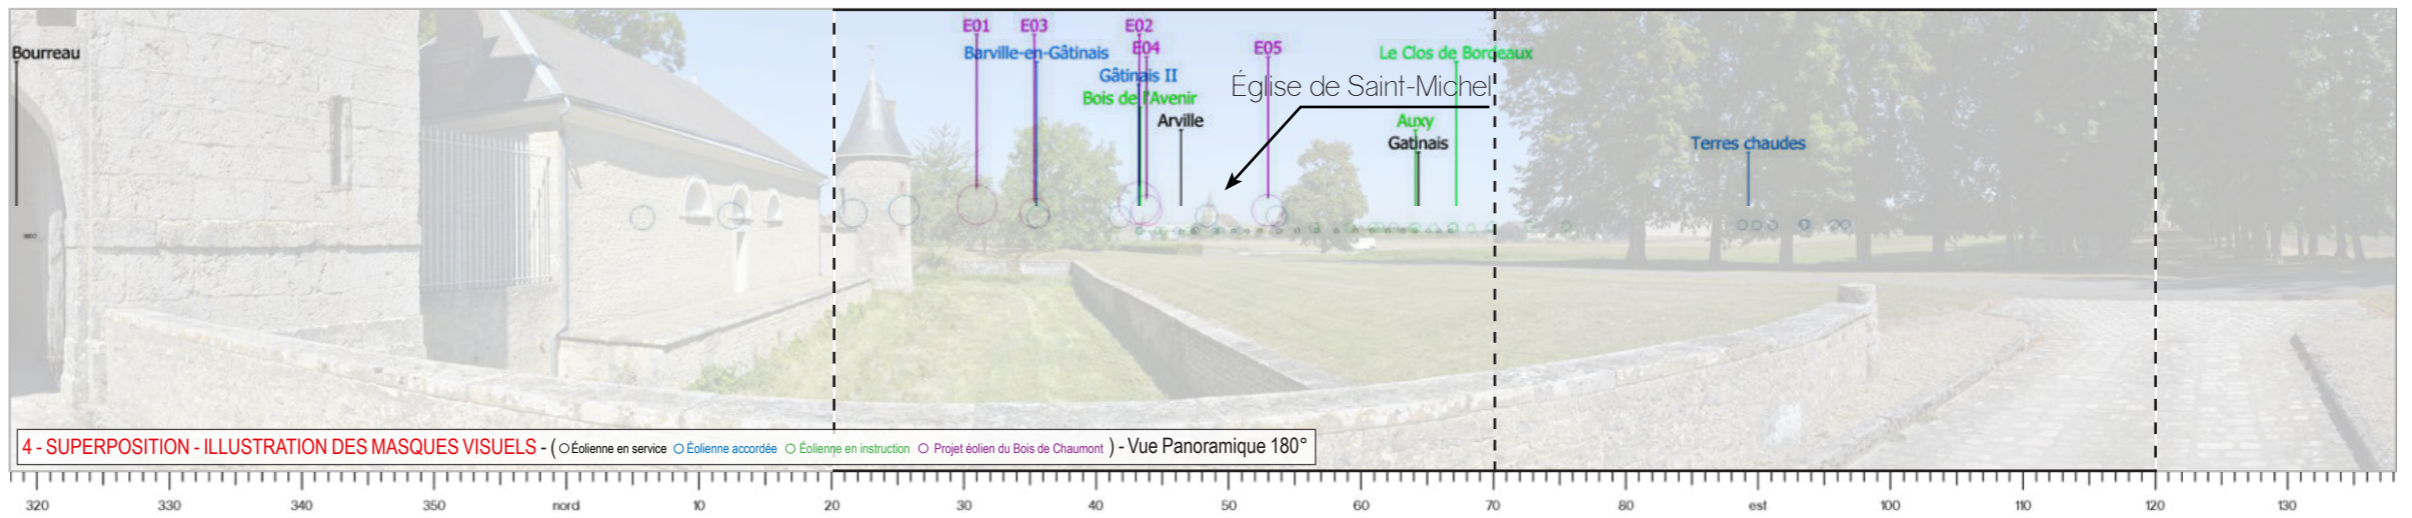 E01 E03 E02
Bourreau Barville-en-Gâtinais E04 E05 Le Clos de Bordeaux
Gâtinais II Église de Saint-Michel
Bois de l'Avenir
Arville Auxy
Gatinais Terres chaudes
4 - SUPERPOSITION - ILLUSTRATION DES MASQUES VISUELS - ( Éolienne en service Éolienne accordée Éolienne en instruction Projet éolien du Bois de Chaumont ) - Vue Panoramique 180°
320 330 340 350 nord 10 20 30 40 50 60 70 80 est 100 110 120 130